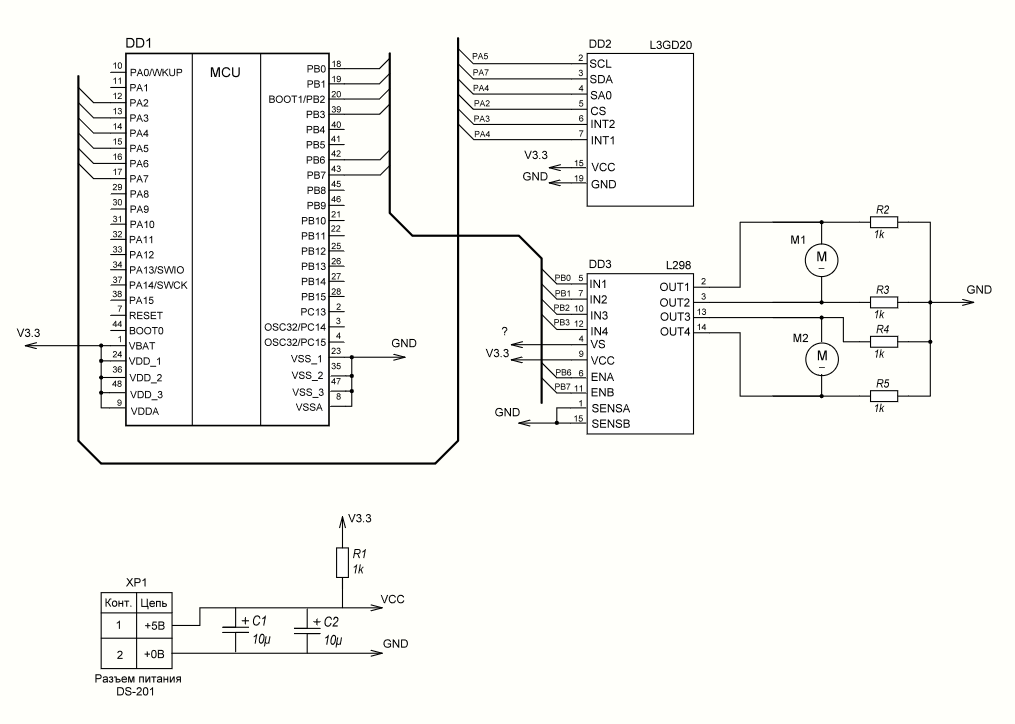 DD1
MCU
10 PA0/WKUP
11 PA1
12 PA2
13 PA3
14 PA4
15 PA5
16 PA6
17 PA7
29 PA8
30 PA9
31 PA10
32 PA11
33 PA12
34 PA13/SWIO
37 PA14/SWCK
38 PA15
7 RESET
44 BOOT0
V3.3
1 VBAT
24 VDD_1
36 VDD_2
48 VDD_3
9 VDDA
PB0 18
PB1 19
BOOT1/PB2 20
PB3 39
PB4 40
PB5 41
PB6 42
PB7 43
PB8 45
PB9 46
PB10 21
PB11 22
PB12 25
PB13 26
PB14 27
PB15 28
PC13 2
OSC32/PC14 3
OSC32/PC15 4
VSS_1 23
GND
VSS_2 35
VSS_3 47
VSSA 8
DD2 L3GD20
PA5 2 SCL
PA7 3 SDA
PA4 4 SA0
PA2 5 CS
PA3 6 INT2
PA4 7 INT1
V3.3 15 VCC
GND 19 GND
DD3 L298
PB0 5 IN1
PB1 7 IN2
PB2 10 IN3
PB3 12 IN4
? 4 VS
V3.3 9 VCC
PB6 6 ENA
PB7 11 ENB
GND 1 SENSA
15 SENSB
OUT1 2
OUT2 3
OUT3 13
OUT4 14
M1
M
M2
M
R2
1k
R3
1k
R4
1k
R5
1k
GND
V3.3
R1
1k
XP1
Конт. Цепь
1 +5В
2 +0В
Разъем питания
DS-201
+ C1
10µ
+ C2
10µ
VCC
GND